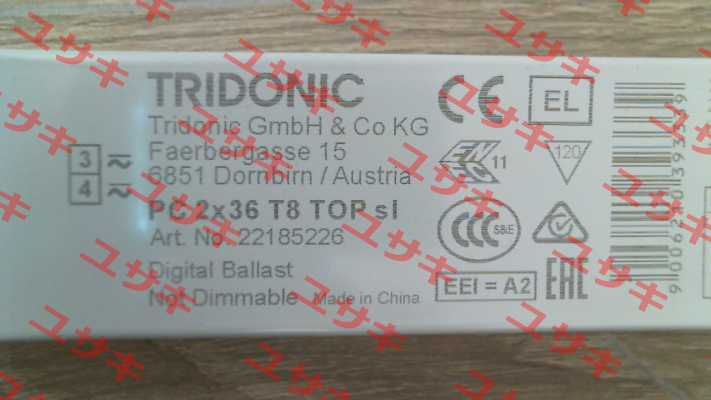 TRIDONIC
Tridonic GmbH & Co KG
Faerbergasse 15
6851 Dornbirn / Austria
PC 2x36 T8 TOP sl
Art. No. 22185226
Digital Ballast
Not Dimmable Made in China
3
4
CE
EL
11
120
CCC S&E
EEI = A2
EAC
ユサキ